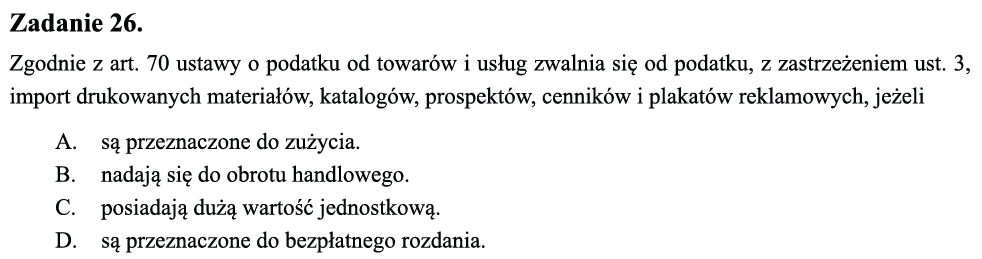 Zadanie 26.
Zgodnie z art. 70 ustawy o podatku od towarów i usług zwalnia się od podatku, z zastrzeżeniem ust. 3,
import drukowanych materiałów, katalogów, prospektów, cenników i plakatów reklamowych, jeżeli
A. są przeznaczone do zużycia.
B. nadają się do obrotu handlowego.
C. posiadają dużą wartość jednostkową.
D. są przeznaczone do bezpłatnego rozdania.